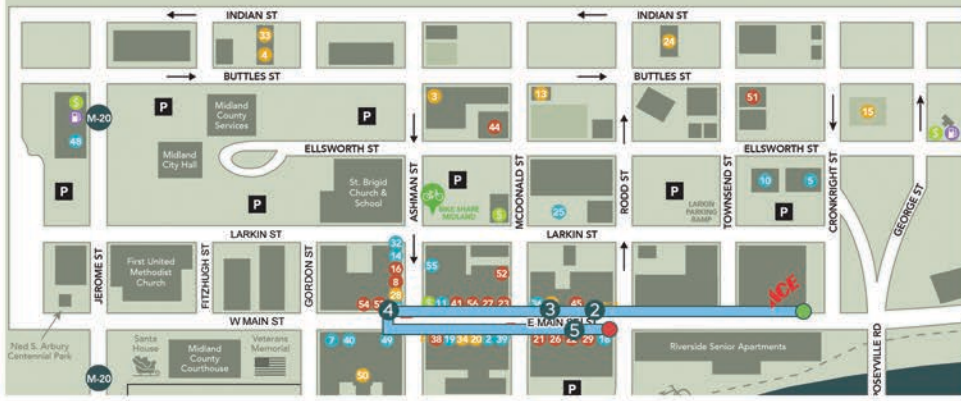 INDIAN ST
INDIAN ST
33
4
24
BUTTLES ST
BUTTLES ST
$
M-20
48
P
P
Midland
County
Services
3
44
13
51
15
$
ELLSWORTH ST
ELLSWORTH ST
Midland
City Hall
P
P
St. Brigid
Church &
School
ASHMAN ST
P
BIKE SHARE
MIDLAND
$
MCDONALD ST
25
RODD ST
P
LARKIN
PARKING
RAMP
TOWNSEND ST
10
5
P
CRONKRIGHT ST
GEORGE ST
LARKIN ST
LARKIN ST
JEROME ST
First United
Methodist
Church
FITZHUGH ST
GORDON ST
32
14
16
8
28
54
55
52
$
11
41
56
27
23
45
ACE
4
3
2
W MAIN ST
E MAIN ST
5
Ned S. Arbury
Centennial Park
Santa
House
Midland
County
Courthouse
Veterans
Memorial
7
40
49
38
19
34
20
2
39
21
26
29
18
Riverside Senior Apartments
POSEYVILLE RD
M-20
50
P